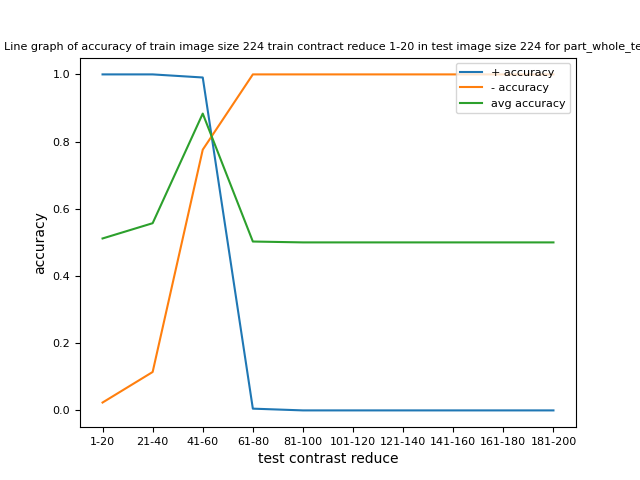 Line graph of accuracy of train image size 224 train contract reduce 1-20 in test image size 224 for part_whole_te
+ accuracy
- accuracy
avg accuracy
accuracy
1.0
0.8
0.6
0.4
0.2
0.0
1-20 21-40 41-60 61-80 81-100 101-120 121-140 141-160 161-180 181-200
test contrast reduce